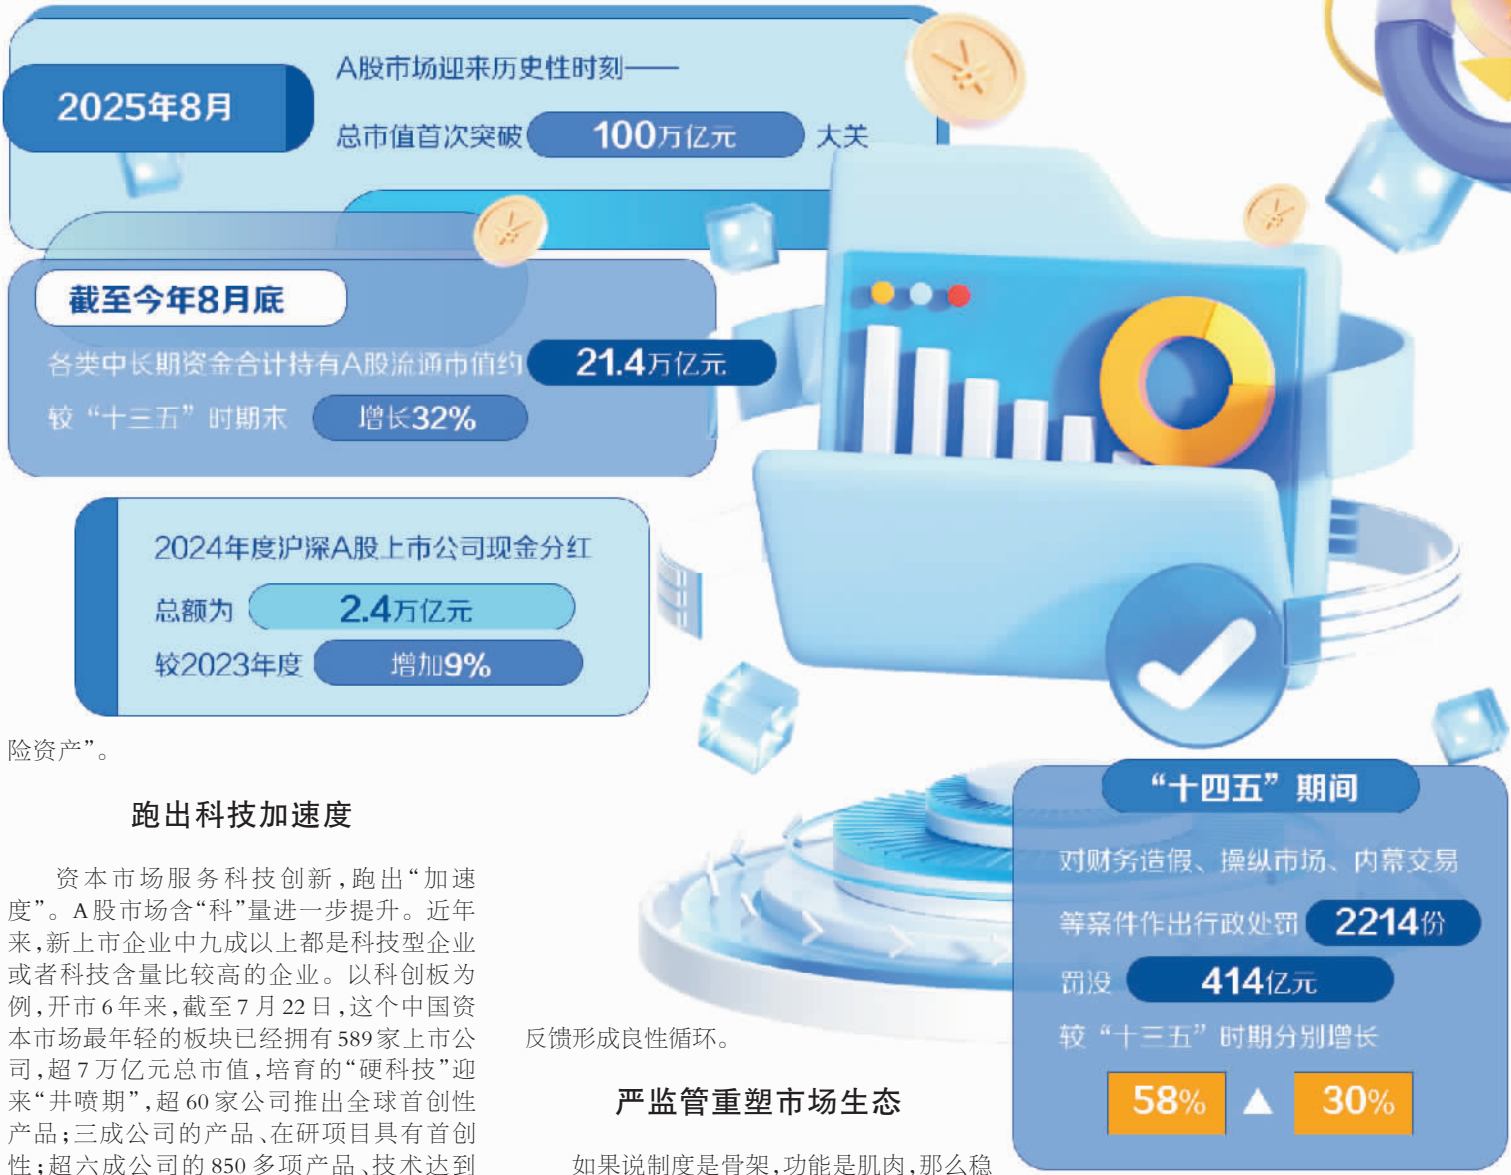 2025年8月
A股市场迎来历史性时刻——
总市值首次突破 100万亿元 大关
截至今年8月底
各类中长期资金合计持有A股流通市值约 21.4万亿元
较“十三五”时期末 增长32%
2024年度沪深A股上市公司现金分红
总额为 2.4万亿元
较2023年度 增加9%
险资产”。
跑出科技加速度
资本市场服务科技创新,跑出“加速
度”。A股市场含“科”量进一步提升。近年
来,新上市企业中九成以上都是科技型企业
或者科技含量比较高的企业。以科创板为
例,开市6年来,截至7月22日,这个中国资
本市场最年轻的板块已经拥有589家上市公
司,超7万亿元总市值,培育的“硬科技”迎
来“井喷期”,超60家公司推出全球首创性
产品;三成公司的产品、在研项目具有首创
性;超六成公司的850多项产品、技术达到
反馈形成良性循环。
严监管重塑市场生态
如果说制度是骨架,功能是肌肉,那么稳
“十四五”期间
对财务造假、操纵市场、内幕交易
等案件作出行政处罚 2214份
罚没 414亿元
较“十三五”时期分别增长
58% 30%